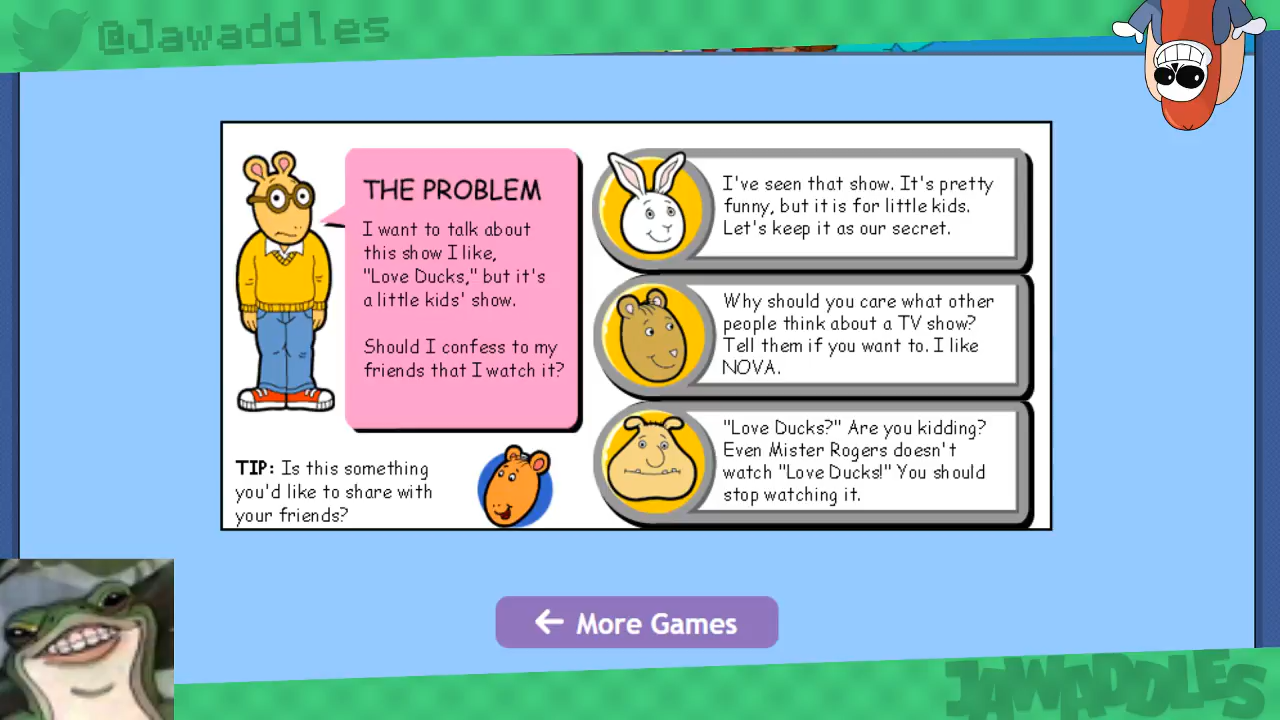 @Jawaddles
THE PROBLEM
I want to talk about
this show I like,
"Love Ducks," but it's
a little kids' show.
Should I confess to my
friends that I watch it?
TIP: Is this something
you'd like to share with
your friends?
I've seen that show. It's pretty
funny, but it is for little kids.
Let's keep it as our secret.
Why should you care what other
people think about a TV show?
Tell them if you want to. I like
NOVA.
"Love Ducks?" Are you kidding?
Even Mister Rogers doesn't
watch "Love Ducks!" You should
stop watching it.
More Games
JAWADDLES